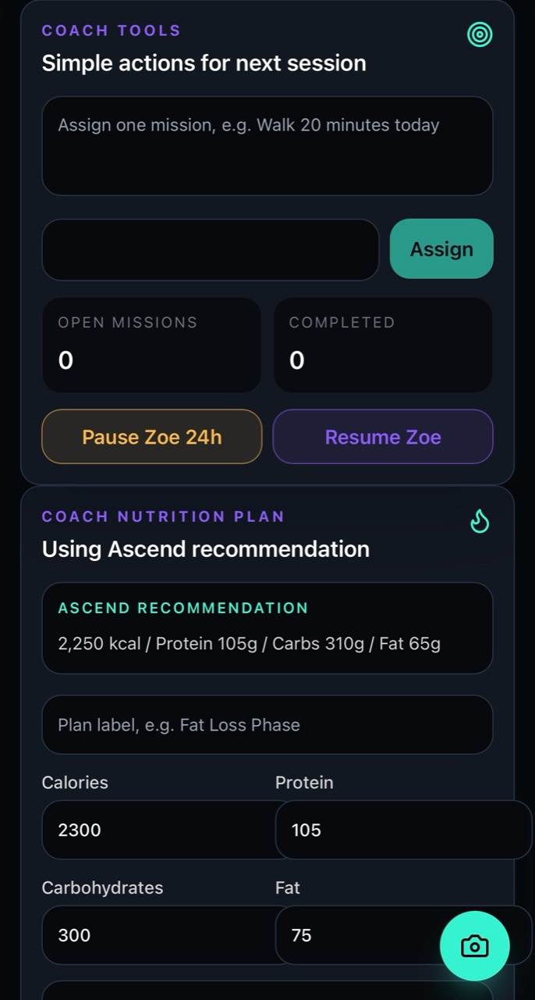 COACH TOOLS
Simple actions for next session
Assign one mission, e.g. Walk 20 minutes today
Assign
OPEN MISSIONS
COMPLETED
0
0
Pause Zoe 24h
Resume Zoe
COACH NUTRITION PLAN
Using Ascend recommendation
ASCEND RECOMMENDATION
2,250 kcal / Protein 105g / Carbs 310g / Fat 65g
Plan label, e.g. Fat Loss Phase
Calories
Protein
2300
105
Carbohydrates
Fat
300
75